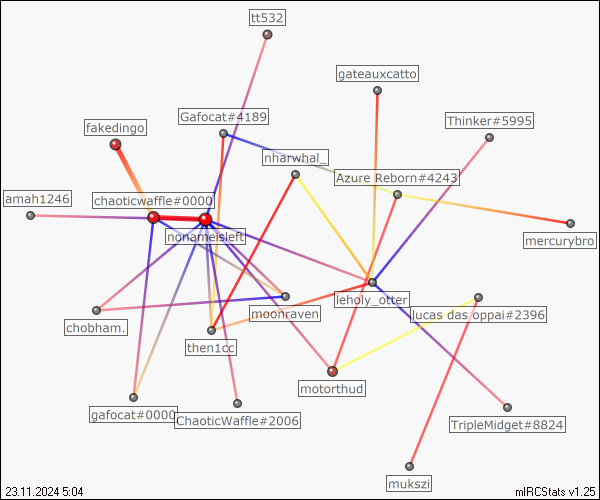 tt532
gateauxcatto
Gafocat#4189
Thinker#5995
fakedingo
nharwhal_
Azure Reborn#4243
amah1246
chaoticwaffle#0000
nonameisleft
mercurybro
leholy_otter
moonraven
lucas das oppai#2396
chobham.
then1cc
motorthud
gafocat#0000
ChaoticWaffle#2006
TripleMidget#8824
mukszi
23.11.2024 5:04
mIRCStats v1.25